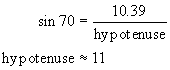 sin 70 = 10.39 / hypotenuse
hypotenuse ≈ 11